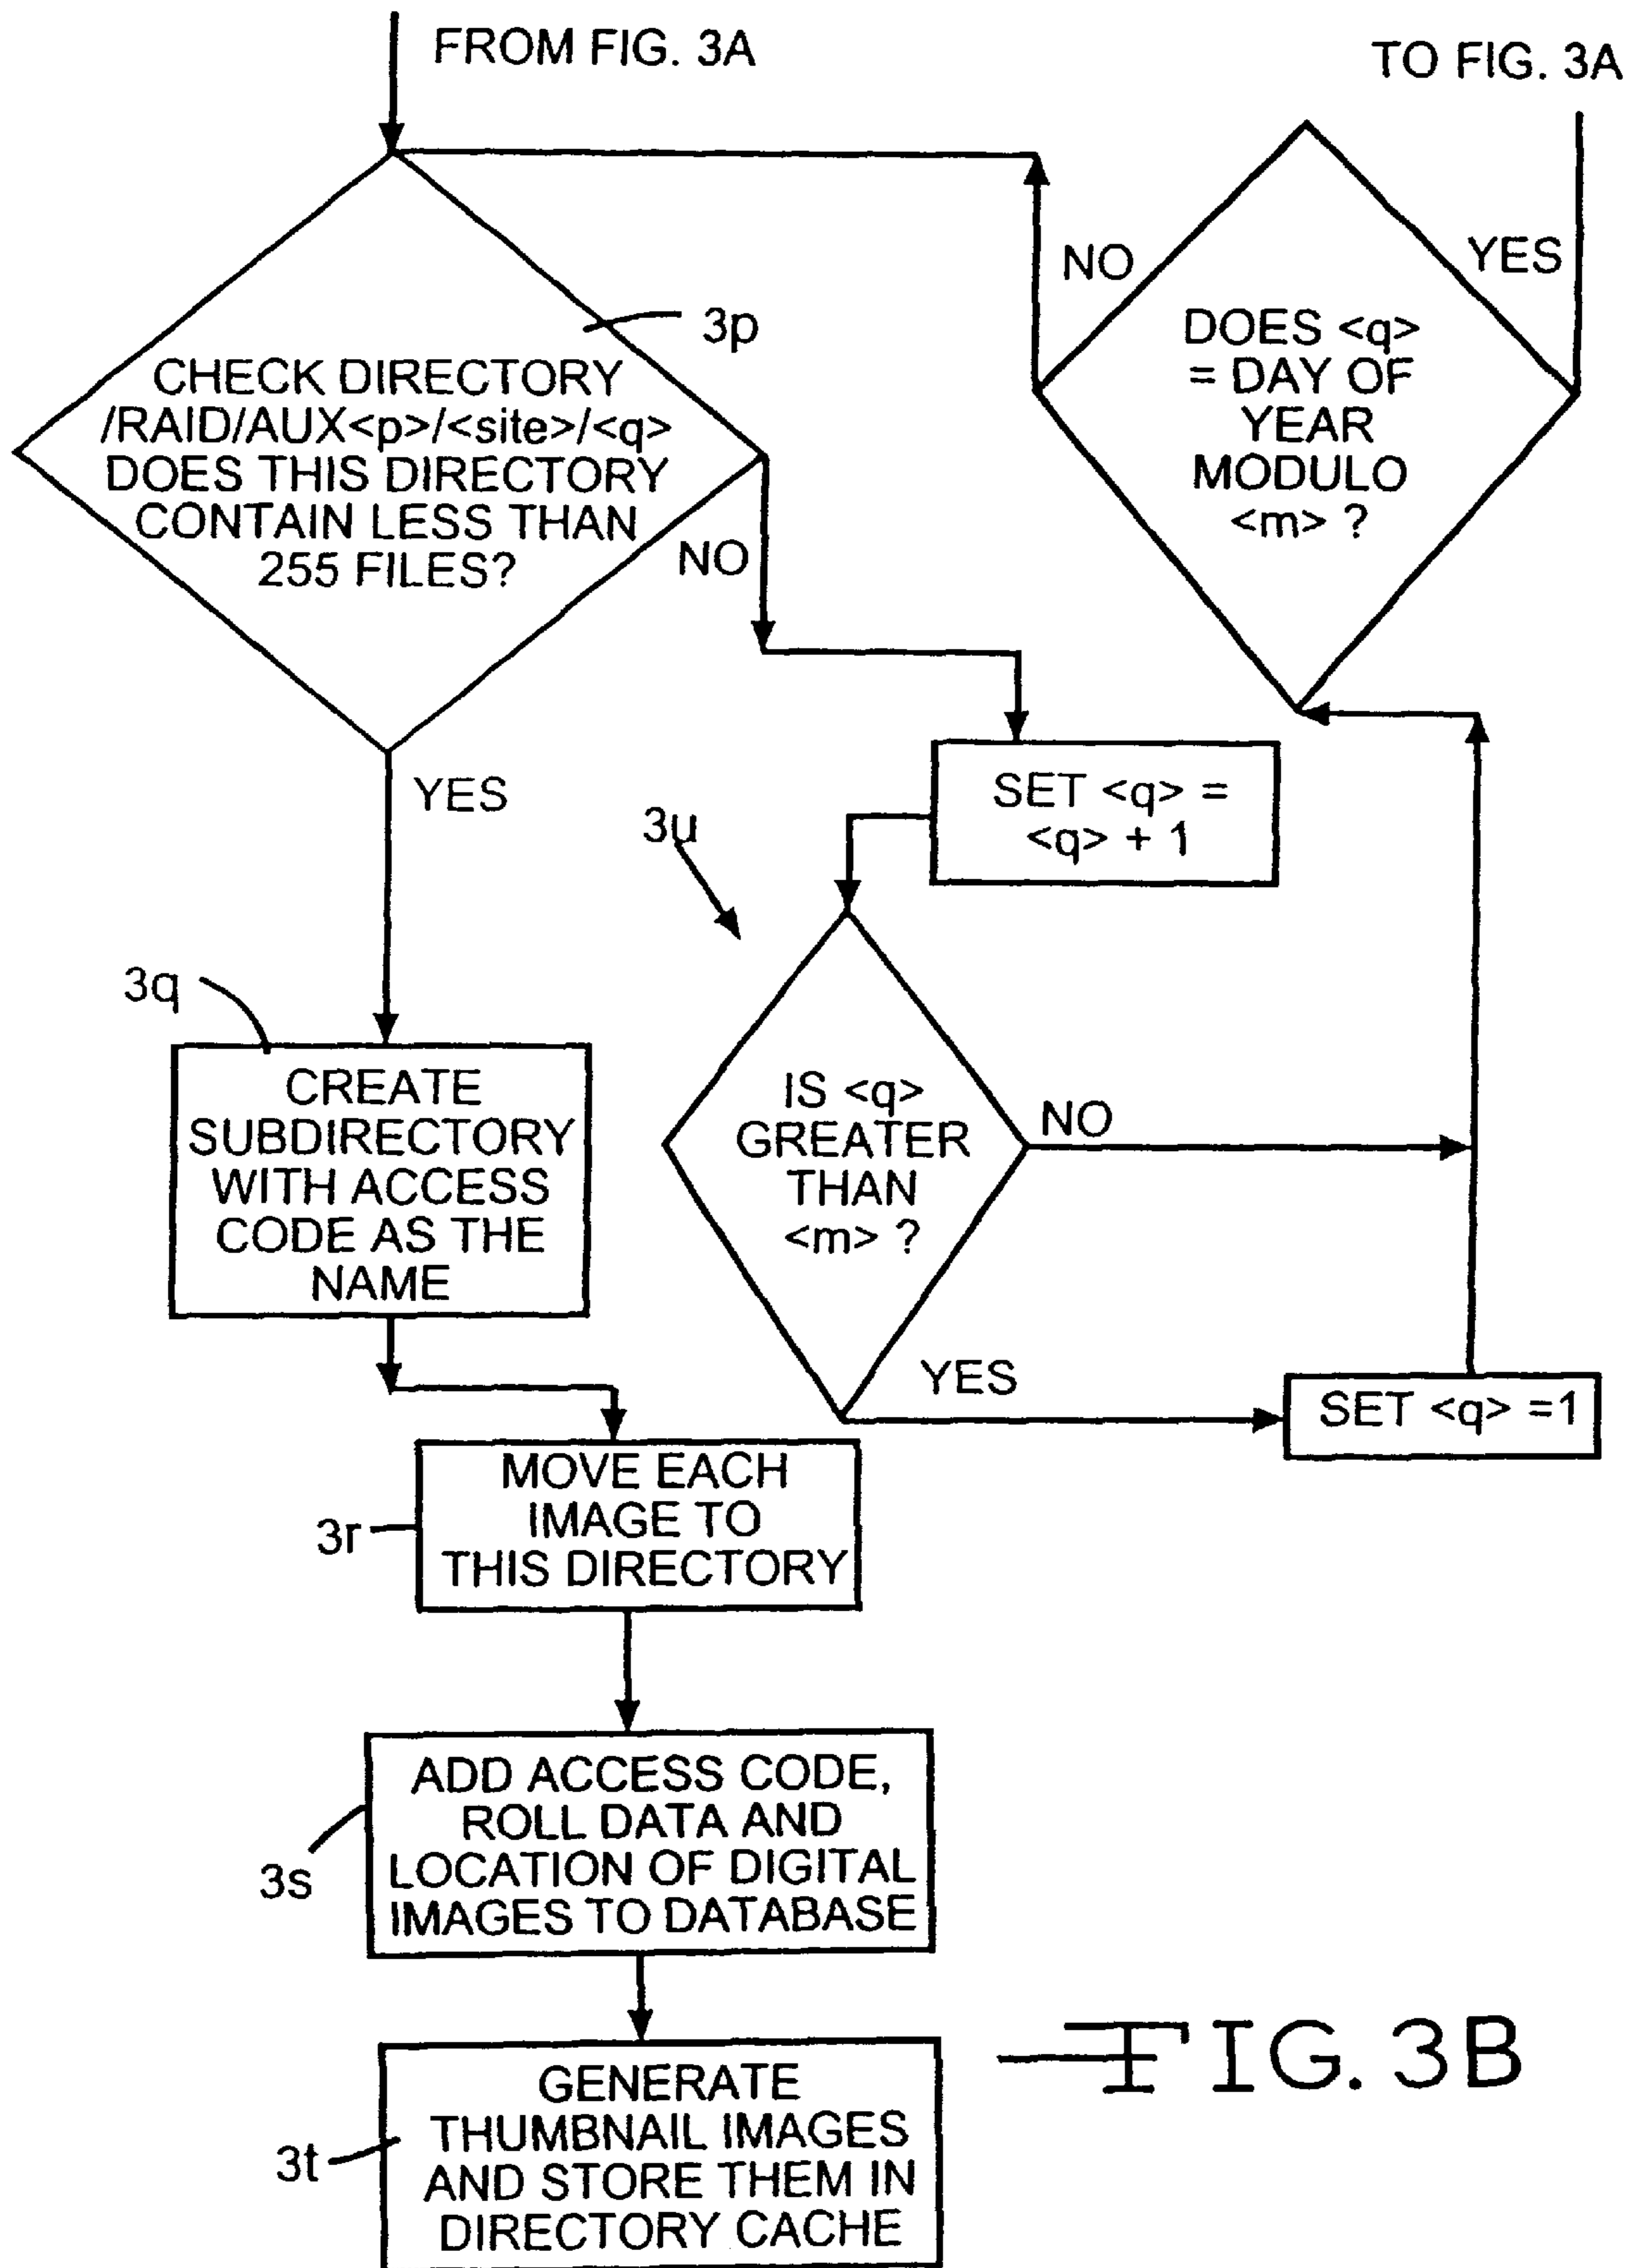 FROM FIG. 3A
TO FIG. 3A
NO
YES
DOES <q>
= DAY OF
YEAR
MODULO
<m> ?
3p
CHECK DIRECTORY
/RAID/AUX<p>/<site>/<q>
DOES THIS DIRECTORY
CONTAIN LESS THAN
255 FILES?
NO
YES
SET <q> =
<q> + 1
3u
3q
CREATE
SUBDIRECTORY
WITH ACCESS
CODE AS THE
NAME
IS <q>
GREATER
THAN
<m> ?
NO
YES
SET <q> =1
3r
MOVE EACH
IMAGE TO
THIS DIRECTORY
3s
ADD ACCESS CODE,
ROLL DATA AND
LOCATION OF DIGITAL
IMAGES TO DATABASE
3t
GENERATE
THUMBNAIL IMAGES
AND STORE THEM IN
DIRECTORY CACHE
FIG. 3B